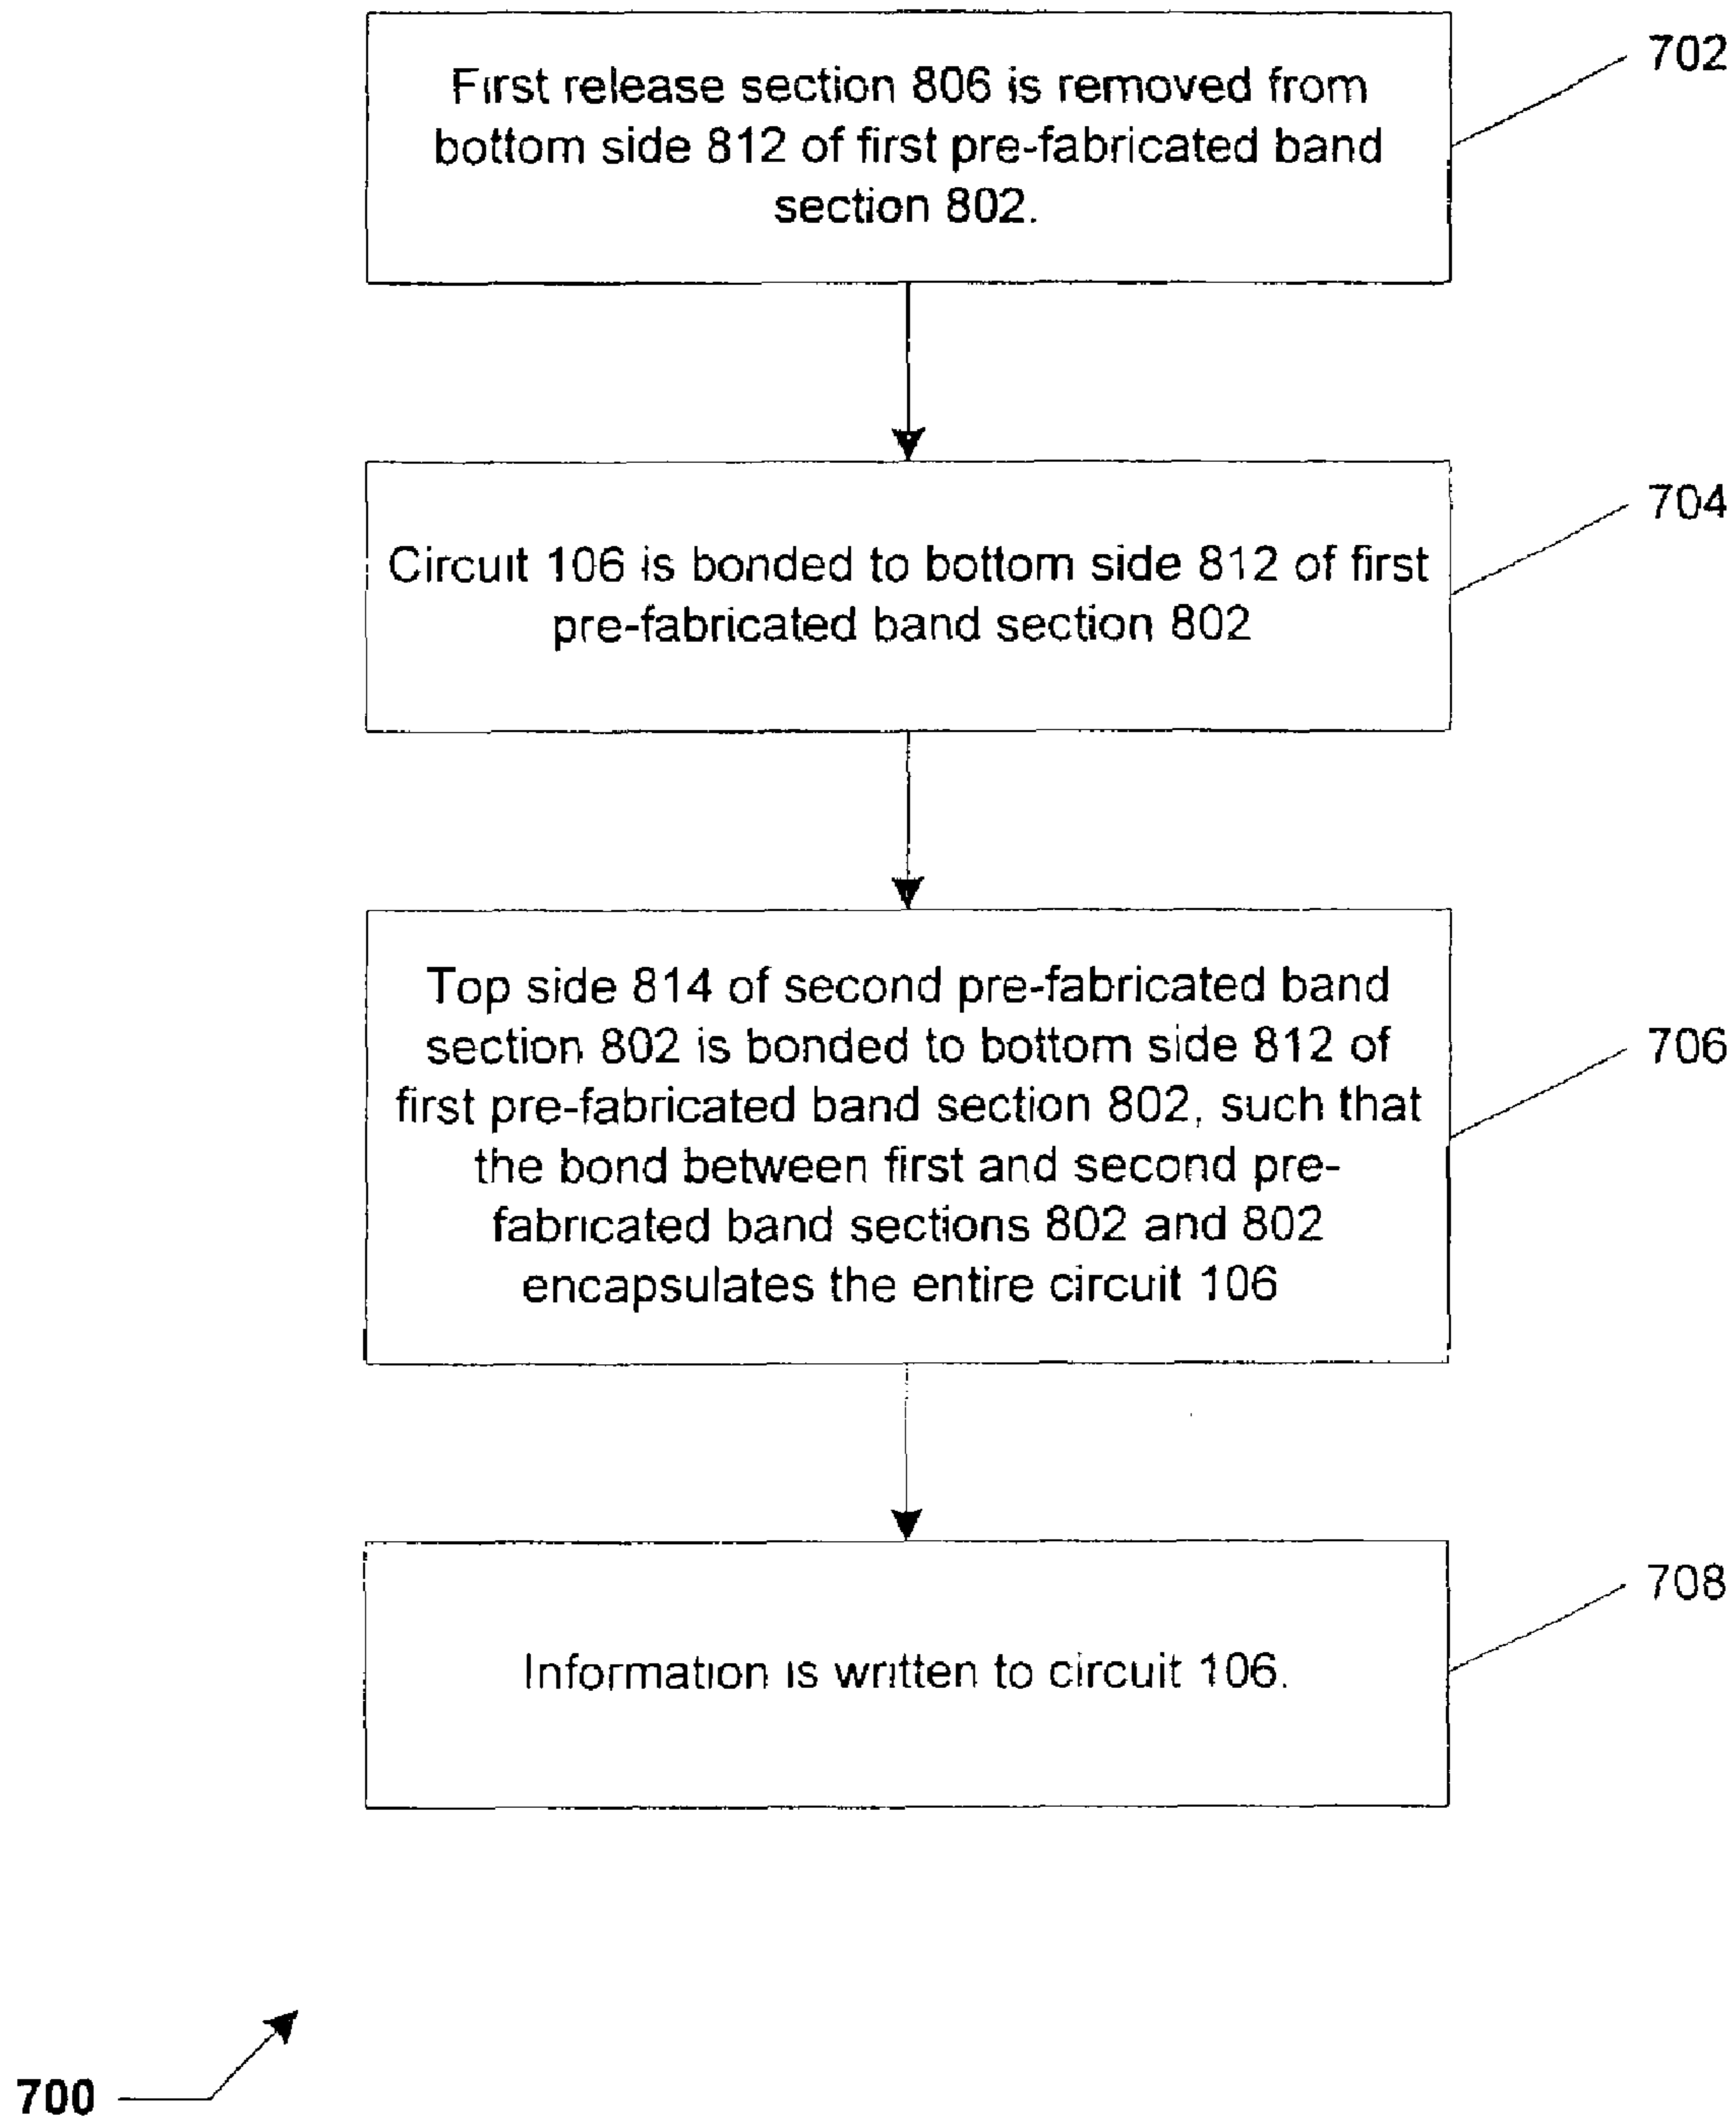 First release section 806 is removed from
bottom side 812 of first pre-fabricated band
section 802.
702
Circuit 106 is bonded to bottom side 812 of first
pre-fabricated band section 802
704
Top side 814 of second pre-fabricated band
section 802 is bonded to bottom side 812 of
first pre-fabricated band section 802, such that
the bond between first and second pre-
fabricated band sections 802 and 802
encapsulates the entire circuit 106
706
Information is written to circuit 106.
708
700